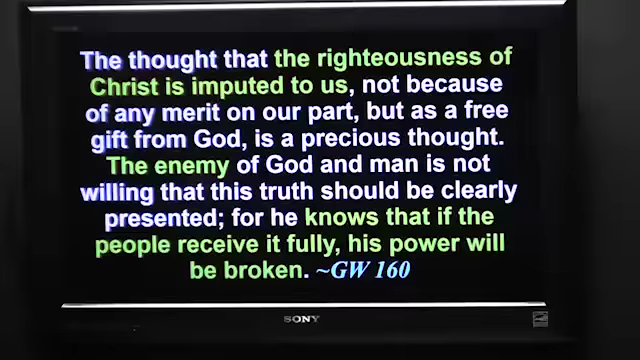 The thought that the righteousness of
Christ is imputed to us, not because
of any merit on our part, but as a free
gift from God, is a precious thought.
The enemy of God and man is not
willing that this truth should be clearly
presented; for he knows that if the
people receive it fully, his power will
be broken. ~GW 160
SONY